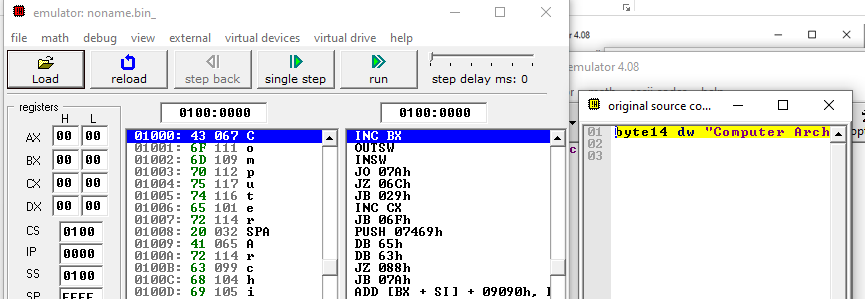 emulator: noname.bin_
4.08
file math debug view external virtual devices virtual drive help
emulator 4.08
Load reload step back single step run step delay ms: 0
original source co...
registers
H L
0100:0000 0100:0000
AX 00 00
BX 00 00
CX 00 00
DX 00 00
CS 0100
IP 0000
SS 0100
SP FFFE
01000: 43 067 C
01001: 6F 111 o
01002: 6D 109 m
01003: 70 112 p
01004: 75 117 u
01005: 74 116 t
01006: 65 101 e
01007: 72 114 r
01008: 20 032 SPA
01009: 41 065 A
0100A: 72 114 r
0100B: 63 099 c
0100C: 68 104 h
0100D: 69 105 i
INC BX
OUTSW
INSW
JO 07Ah
JZ 06Ch
JB 029h
INC CX
JB 06Fh
PUSH 07469h
DB 65h
DB 63h
JZ 088h
JB 07Ah
ADD [BX + SI] + 09090h,
01 byte14 dw "Computer Arch
02
03